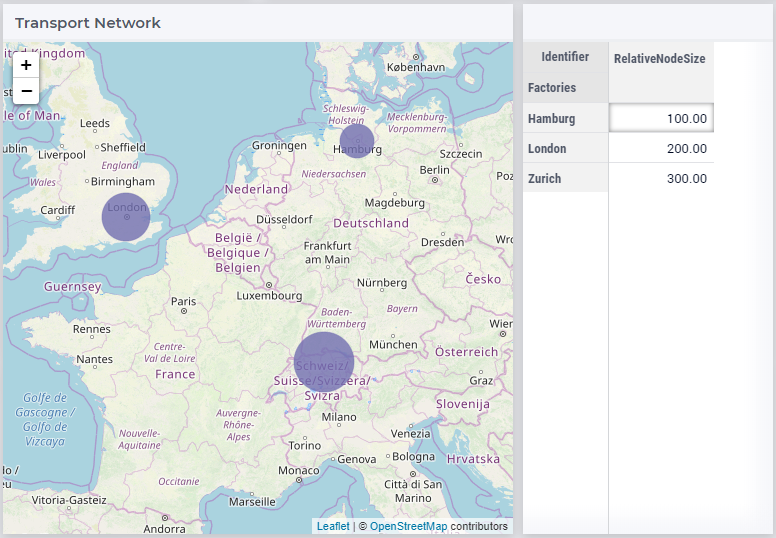 Transport Network
+
−
Kingdom
København
le of Man
Leeds
Schleswig-
Holstein
Mecklenburg-
Vorpommern
ublin
Liverpool
Sheffield
England
Groningen
Hamburg
Szczecin
Wales
Birmingham
Niedersachsen
Berlin
Poz
Nederland
Cardiff
London
Magdeburg
Düsseldorf
Deutschland
België /
Belgique /
Belgien
Frankfurt
am Main
Dresden
Wro
Guernsey
Luxembourg
Nürnberg
Česko
Paris
Baden-
Württemberg
Bayern
Rennes
Wien
Nantes
Centre-
Val de Loire
München
Österreich
France
Schweiz/
Suisse/Svizzera/
Svizra
Graz
Golfe de
Gascogne /
Golfo de
Vizcaya
Slovenija
Auvergne-
Rhône-
Alpes
Milano
Nouvelle-
Aquitaine
Torino
Venezia
Genova
Bologna
Hrvatska
do /
Monaco
Occitanie
Città di San
Marino
Vitoria-Gasteiz
Marseille
Andorra
Leaflet | © OpenStreetMap contributors
Identifier RelativeNodeSize
Factories
Hamburg 100.00
London 200.00
Zurich 300.00